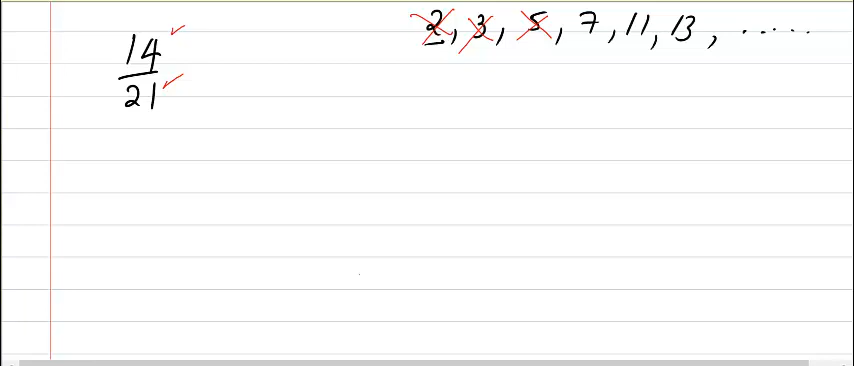 14
21
2, 3, 5, 7, 11, 13, .....